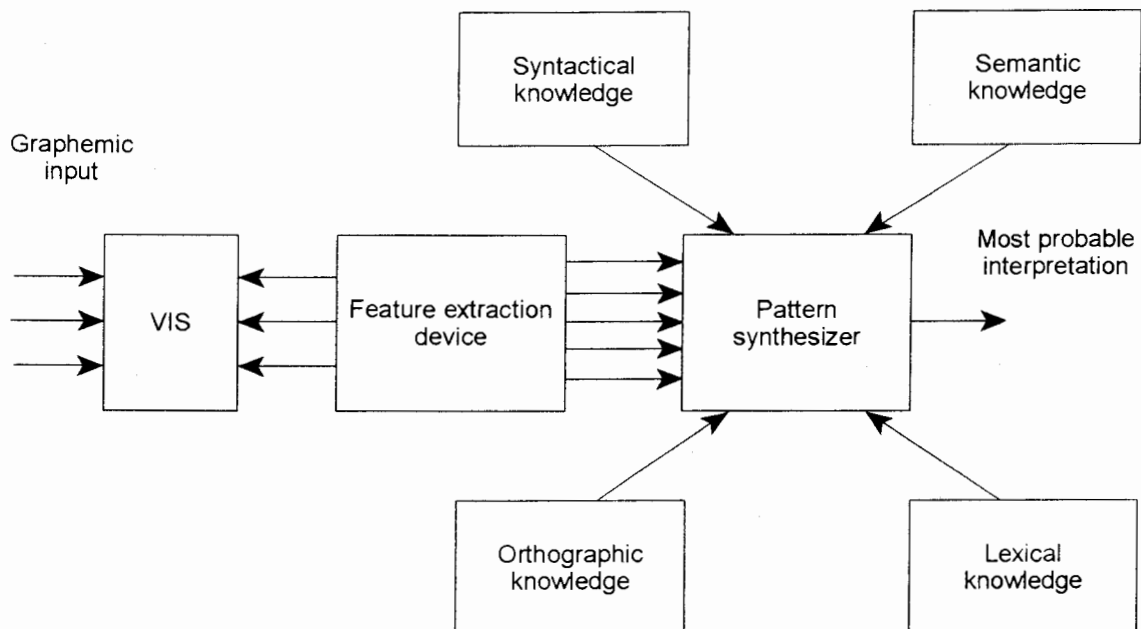 Syntactical
knowledge
Semantic
knowledge
Graphemic
input
VIS
Feature extraction
device
Pattern
synthesizer
Most probable
interpretation
Orthographic
knowledge
Lexical
knowledge